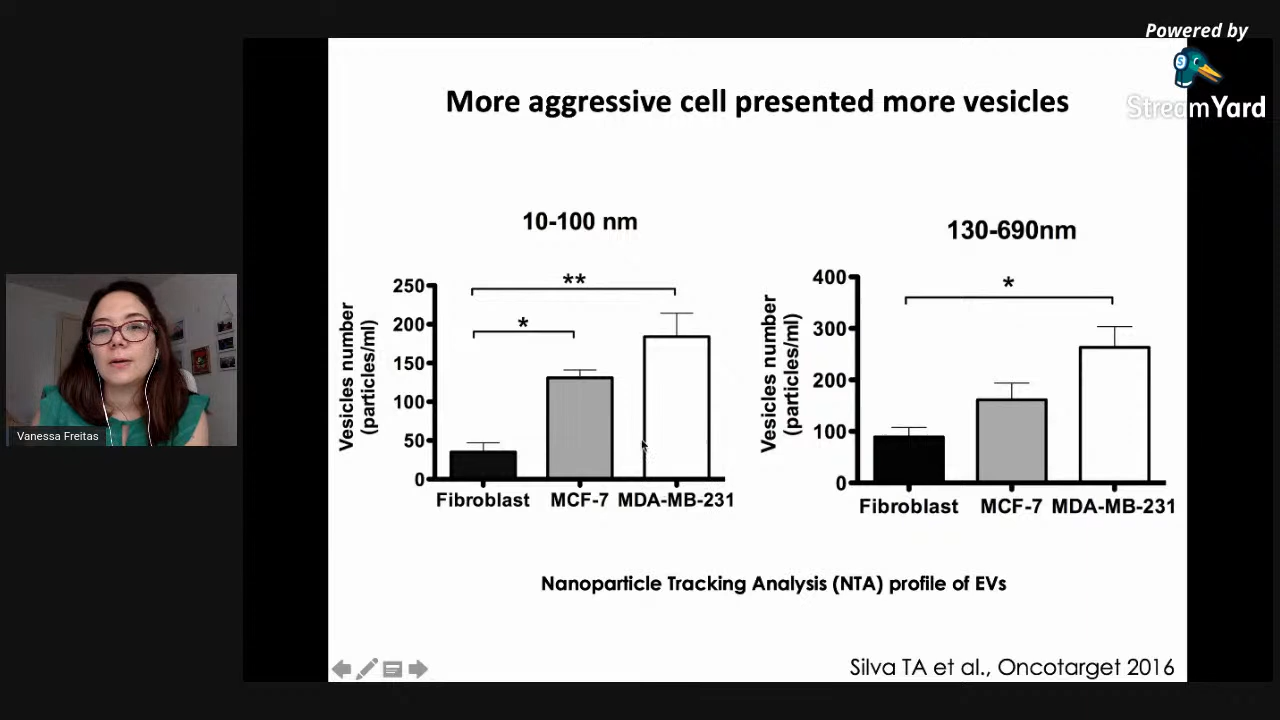 Powered by
StreamYard
More aggressive cell presented more vesicles
10-100 nm
Vesicles number
(particles/ml)
250
200
150
100
50
0
**
*
Fibroblast MCF-7 MDA-MB-231
130-690nm
Vesicles number
(particles/ml)
400
300
200
100
0
*
Fibroblast MCF-7 MDA-MB-231
Nanoparticle Tracking Analysis (NTA) profile of EVs
Silva TA et al., Oncotarget 2016
Vanessa Freitas